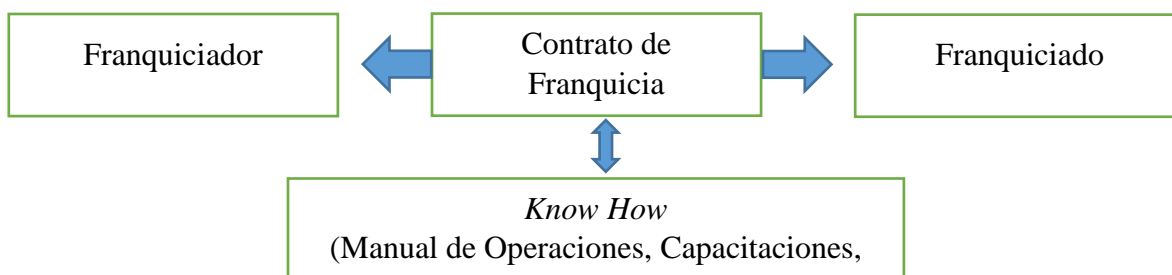 Franquiciador
Contrato de
Franquicia
Franquiciado
Know How
(Manual de Operaciones, Capacitaciones,